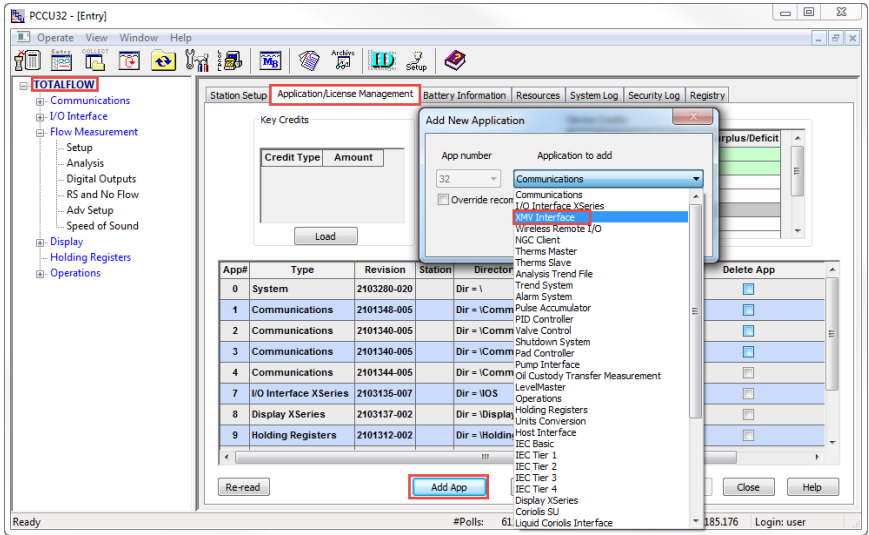 PCCU32 - [Entry]
Operate View Window Help
Entry COLLECT Archive Setup
TOTALFLOW
Communications
I/O Interface
Flow Measurement
Setup
Analysis
Digital Outputs
RS and No Flow
Adv Setup
Speed of Sound
Display
Holding Registers
Operations
Station Setup Application/License Management Battery Information Resources System Log Security Log Registry
Key Credits
Credit Type Amount
Load
rplus/Deficit
Add New Application
App number Application to add
32 Communications
Override recom
Communications
I/O Interface XSeries
XMV Interface
Wireless Remote I/O
NGC Client
Therms Master
Therms Slave
Analysis Trend File
Trend System
Alarm System
Pulse Accumulator
PID Controller
Valve Control
Shutdown System
Pad Controller
Pump Interface
Oil Custody Transfer Measurement
LevelMaster
Operations
Holding Registers
Units Conversion
Host Interface
IEC Basic
IEC Tier 1
IEC Tier 2
IEC Tier 3
IEC Tier 4
Display XSeries
Coriolis SU
Liquid Coriolis Interface
App# Type Revision Station Director Delete App
0 System 2103280-020 Dir = \
1 Communications 2101348-005 Dir = \Comm
2 Communications 2101340-005 Dir = \Comm
3 Communications 2101340-005 Dir = \Comm
4 Communications 2101344-005 Dir = \Comm
7 I/O Interface XSeries 2103135-007 Dir = \IOS
8 Display XSeries 2103137-002 Dir = \Display
9 Holding Registers 2101312-002 Dir = \Holdin
Re-read Add App Close Help
Ready #Polls: 61 185.176 Login: user